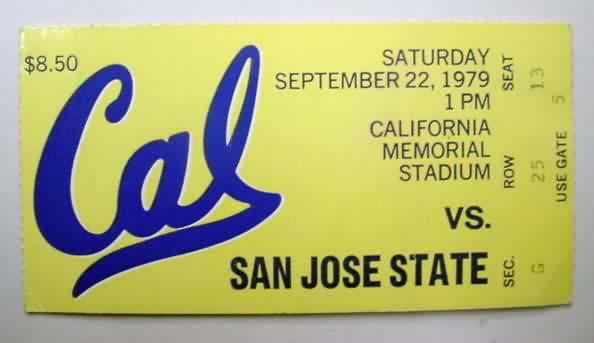 $8.50
Cal
SATURDAY
SEPTEMBER 22, 1979
1 PM
CALIFORNIA
MEMORIAL
STADIUM
VS.
SAN JOSE STATE
SEC. G ROW 25 SEAT 13
USE GATE 5